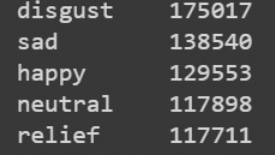 disgust 175017
sad 138540
happy 129553
neutral 117898
relief 117711